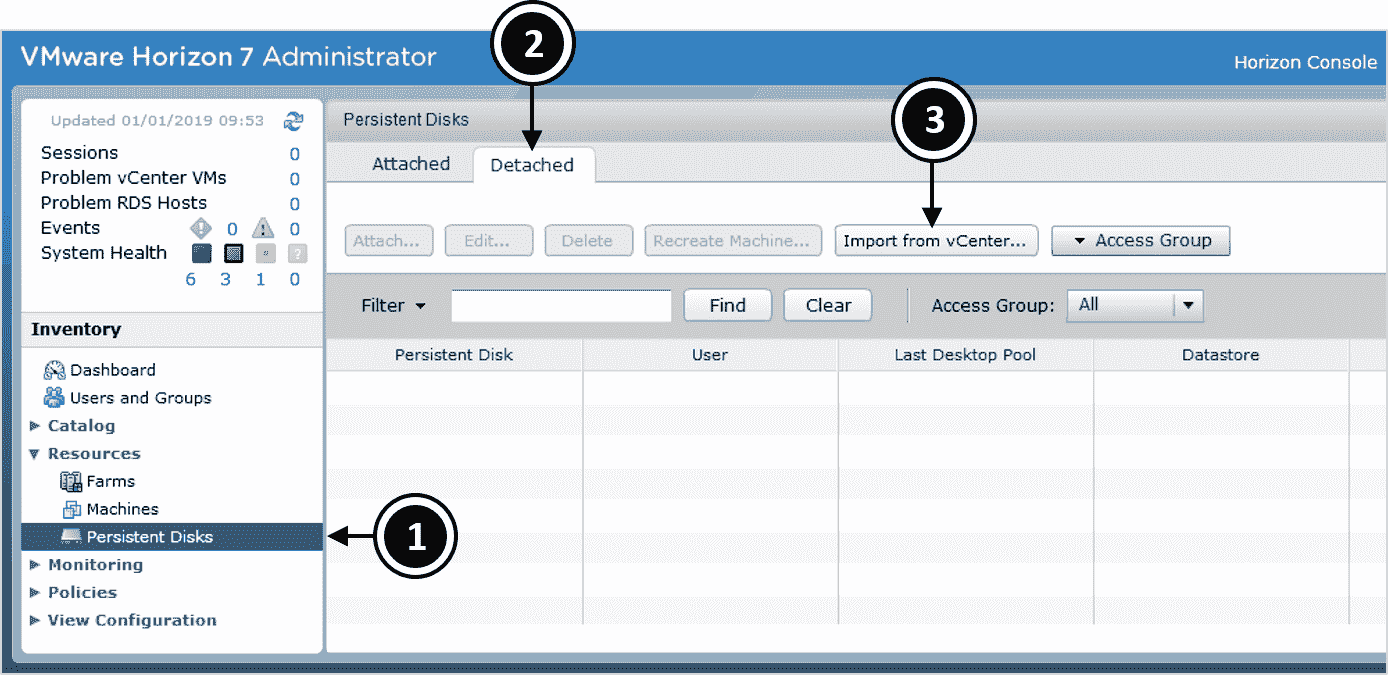 2
VMware Horizon 7 Administrator
Horizon Console
3
Updated 01/01/2019 09:53
Sessions 0
Problem vCenter VMs 0
Problem RDS Hosts 0
Events ! 0 ! 0
System Health ?
6 3 1 0
Inventory
Dashboard
Users and Groups
Catalog
Resources
Farms
Machines
Persistent Disks
Monitoring
Policies
View Configuration
1
Persistent Disks
Attached Detached
Attach... Edit... Delete Recreate Machine... Import from vCenter... Access Group
Filter Find Clear Access Group: All
Persistent Disk User Last Desktop Pool Datastore